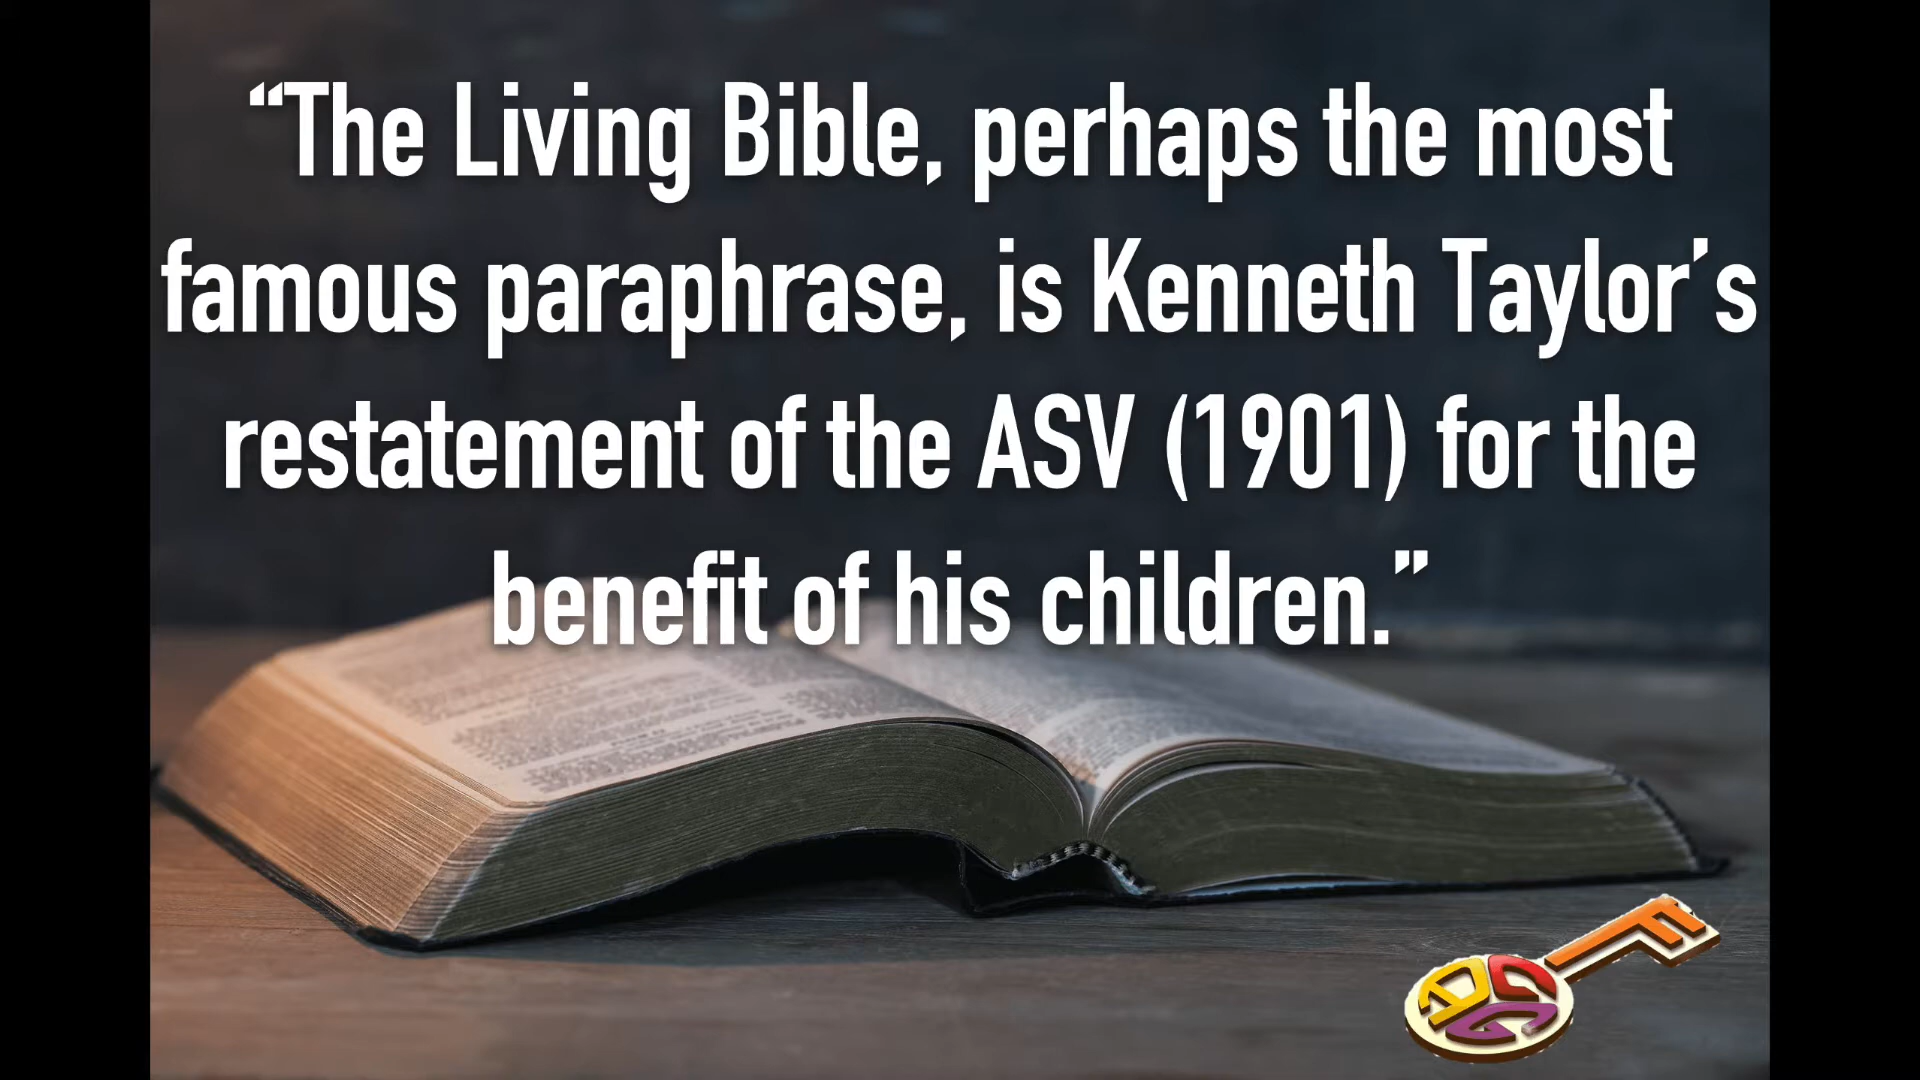 “The Living Bible, perhaps the most
famous paraphrase, is Kenneth Taylor’s
restatement of the ASV (1901) for the
benefit of his children.”